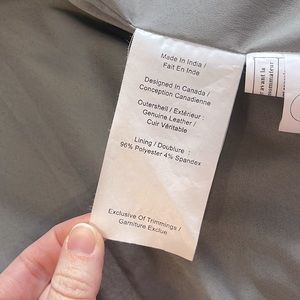 Made In India /
Fait En Inde
Designed In Canada /
Conception Canadienne
Outershell / Extérieur :
Genuine Leather /
Cuir Véritable
Lining / Doublure :
96% Polyester 4% Spandex
Exclusive Of Trimmings /
Garniture Exclue